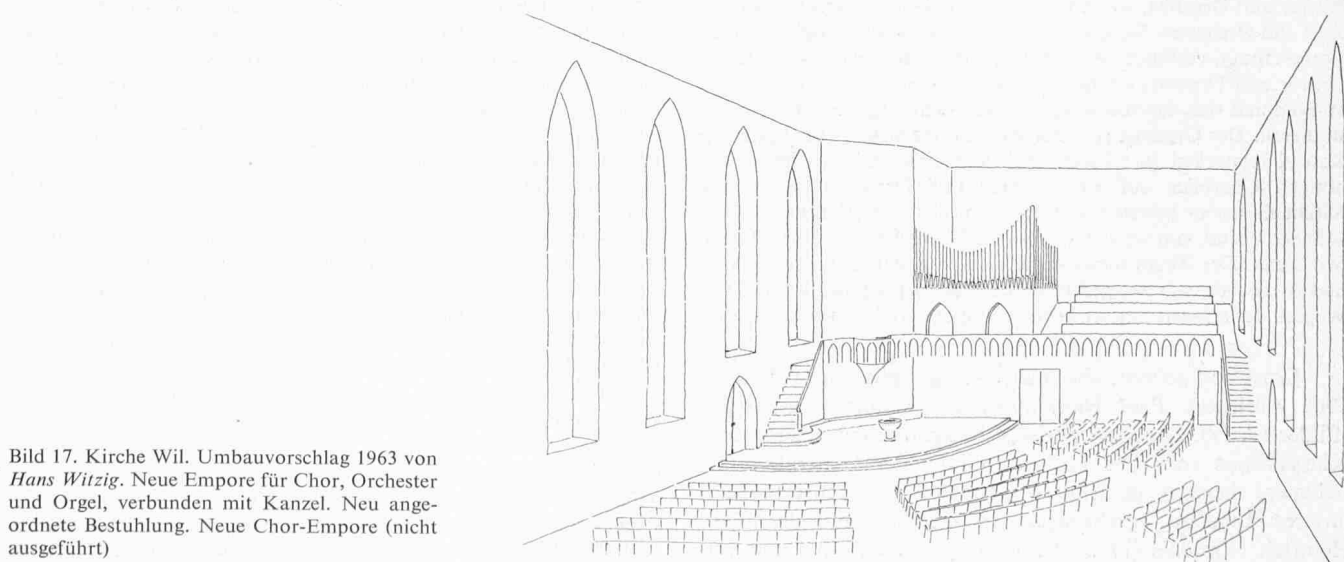 Bild 17. Kirche Wil. Umbauvorschlag 1963 von
Hans Witzig. Neue Empore für Chor, Orchester
und Orgel, verbunden mit Kanzel. Neu ange-
ordnete Bestuhlung. Neue Chor-Empore (nicht
ausgeführt)